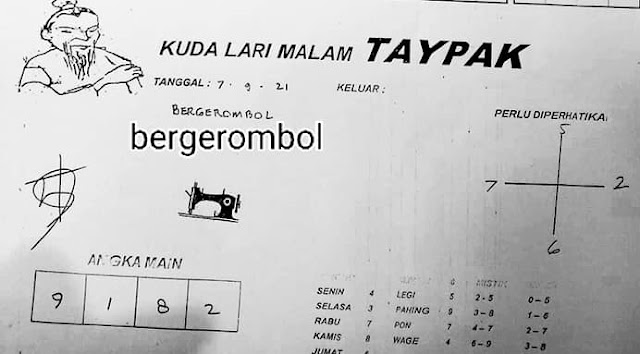 KUDA LARI MALAM TAYPAK
TANGGAL: 7 - 9 - 21 KELUAR:
BERGEROMBOL
bergerombol
PERLU DIPERHATIKA
5
7 2
6
ANGKA MAIN
9 1 8 2
SENIN 4 LEGI 5 2-5 0-5
SELASA 3 PAHING 9 3-8 1-6
RABU 7 PON 7 4-7 2-7
KAMIS 8 WAGE 4 6-9 3-8
JUMAT